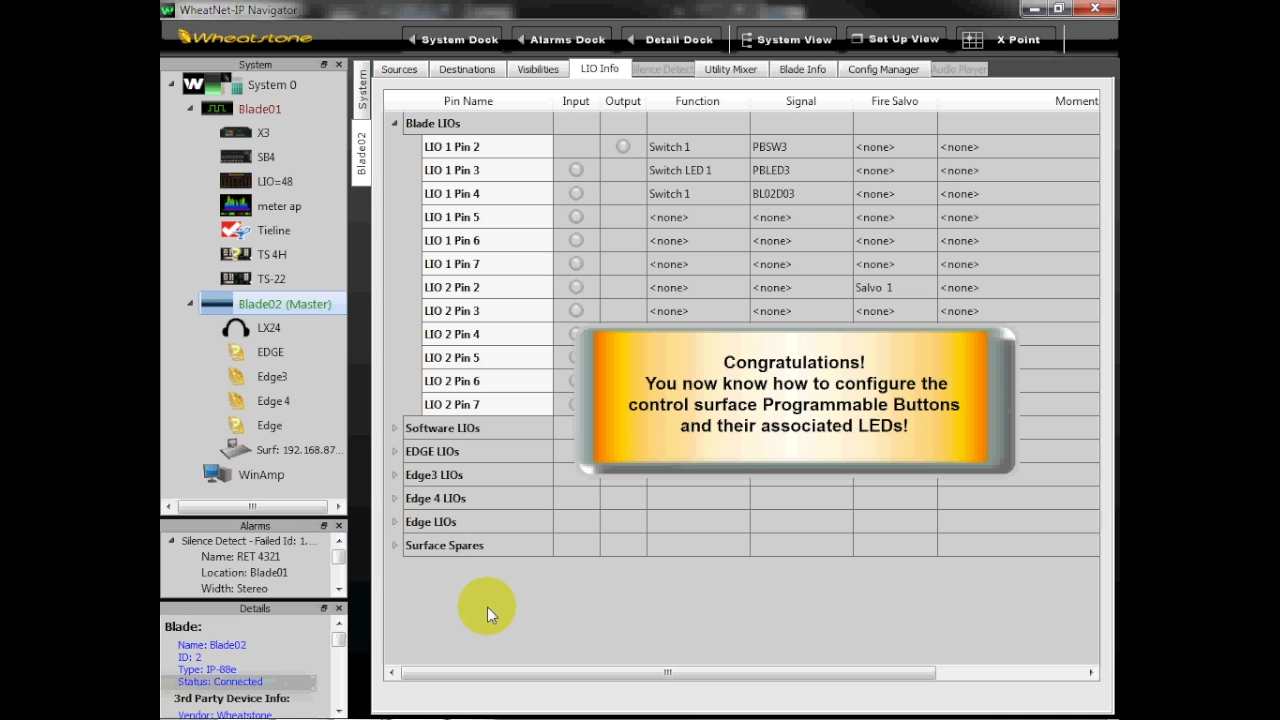 WheatNet-IP Navigator
Wheatstone
System Dock
Alarms Dock
Detail Dock
System View
Set Up View
X Point
System
System 0
Blade01
X3
SB4
LIO=48
meter ap
Tieline
TS 4H
TS-22
Blade02 (Master)
LX24
EDGE
Edge3
Edge 4
Edge
Surf: 192.168.87...
WinAmp
Alarms
Silence Detect - Failed Id: 1....
Name: RET 4321
Location: Blade01
Width: Stereo
Details
Blade:
Name: Blade02
ID: 2
Type: IP-88e
Status: Connected
3rd Party Device Info:
Vendor: Wheatstone
System
Blade02
Sources
Destinations
Visibilities
LIO Info
Silence Detect
Utility Mixer
Blade Info
Config Manager
Audio Player
Pin Name Input Output Function Signal Fire Salvo Moment
Blade LIOs
LIO 1 Pin 2 Switch 1 PBSW3 <none> <none>
LIO 1 Pin 3 Switch LED 1 PBLED3 <none> <none>
LIO 1 Pin 4 Switch 1 BL02D03 <none> <none>
LIO 1 Pin 5 <none> <none> <none> <none>
LIO 1 Pin 6 <none> <none> <none> <none>
LIO 1 Pin 7 <none> <none> <none> <none>
LIO 2 Pin 2 <none> <none> Salvo 1 <none>
LIO 2 Pin 3 <none> <none> <none> <none>
LIO 2 Pin 4
LIO 2 Pin 5
LIO 2 Pin 6
LIO 2 Pin 7
Software LIOs
EDGE LIOs
Edge3 LIOs
Edge 4 LIOs
Edge LIOs
Surface Spares
Congratulations!
You now know how to configure the
control surface Programmable Buttons
and their associated LEDs!